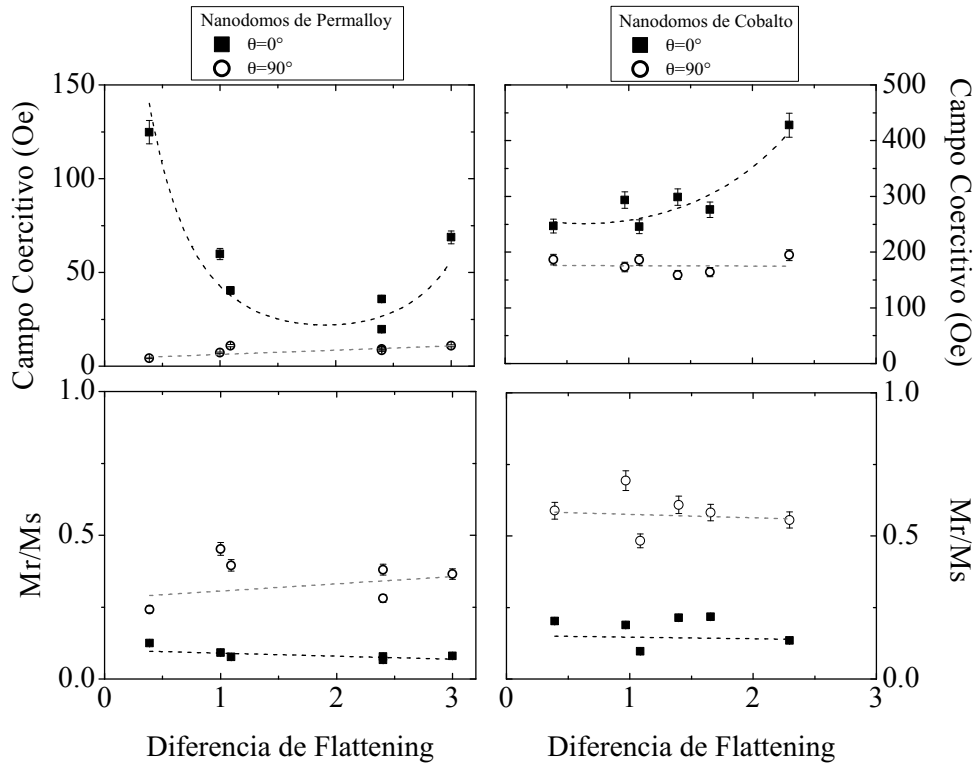 Nanodomos de Permalloy
θ=0°
θ=90°
Nanodomos de Cobalto
θ=0°
θ=90°
Campo Coercitivo (Oe)
150
100
50
0
500
400
300
200
100
0
Campo Coercitivo (Oe)
Mr/Ms
1.0
0.5
0.0
0
1
2
3
Diferencia de Flattening
1.0
0.5
0.0
Mr/Ms
0
1
2
3
Diferencia de Flattening